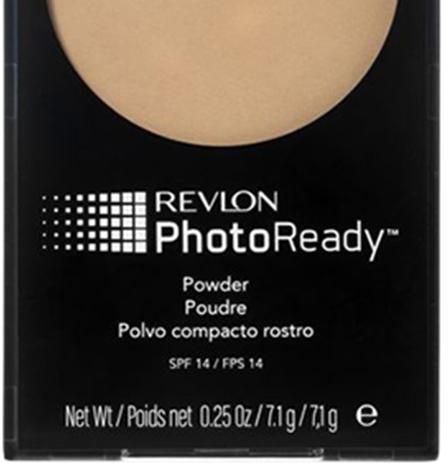 REVLON
PhotoReady™
Powder
Poudre
Polvo compacto rostro
SPF 14 / FPS 14
Net Wt / Poids net 0.25 Oz / 7.1 g / 7,1 g ℮